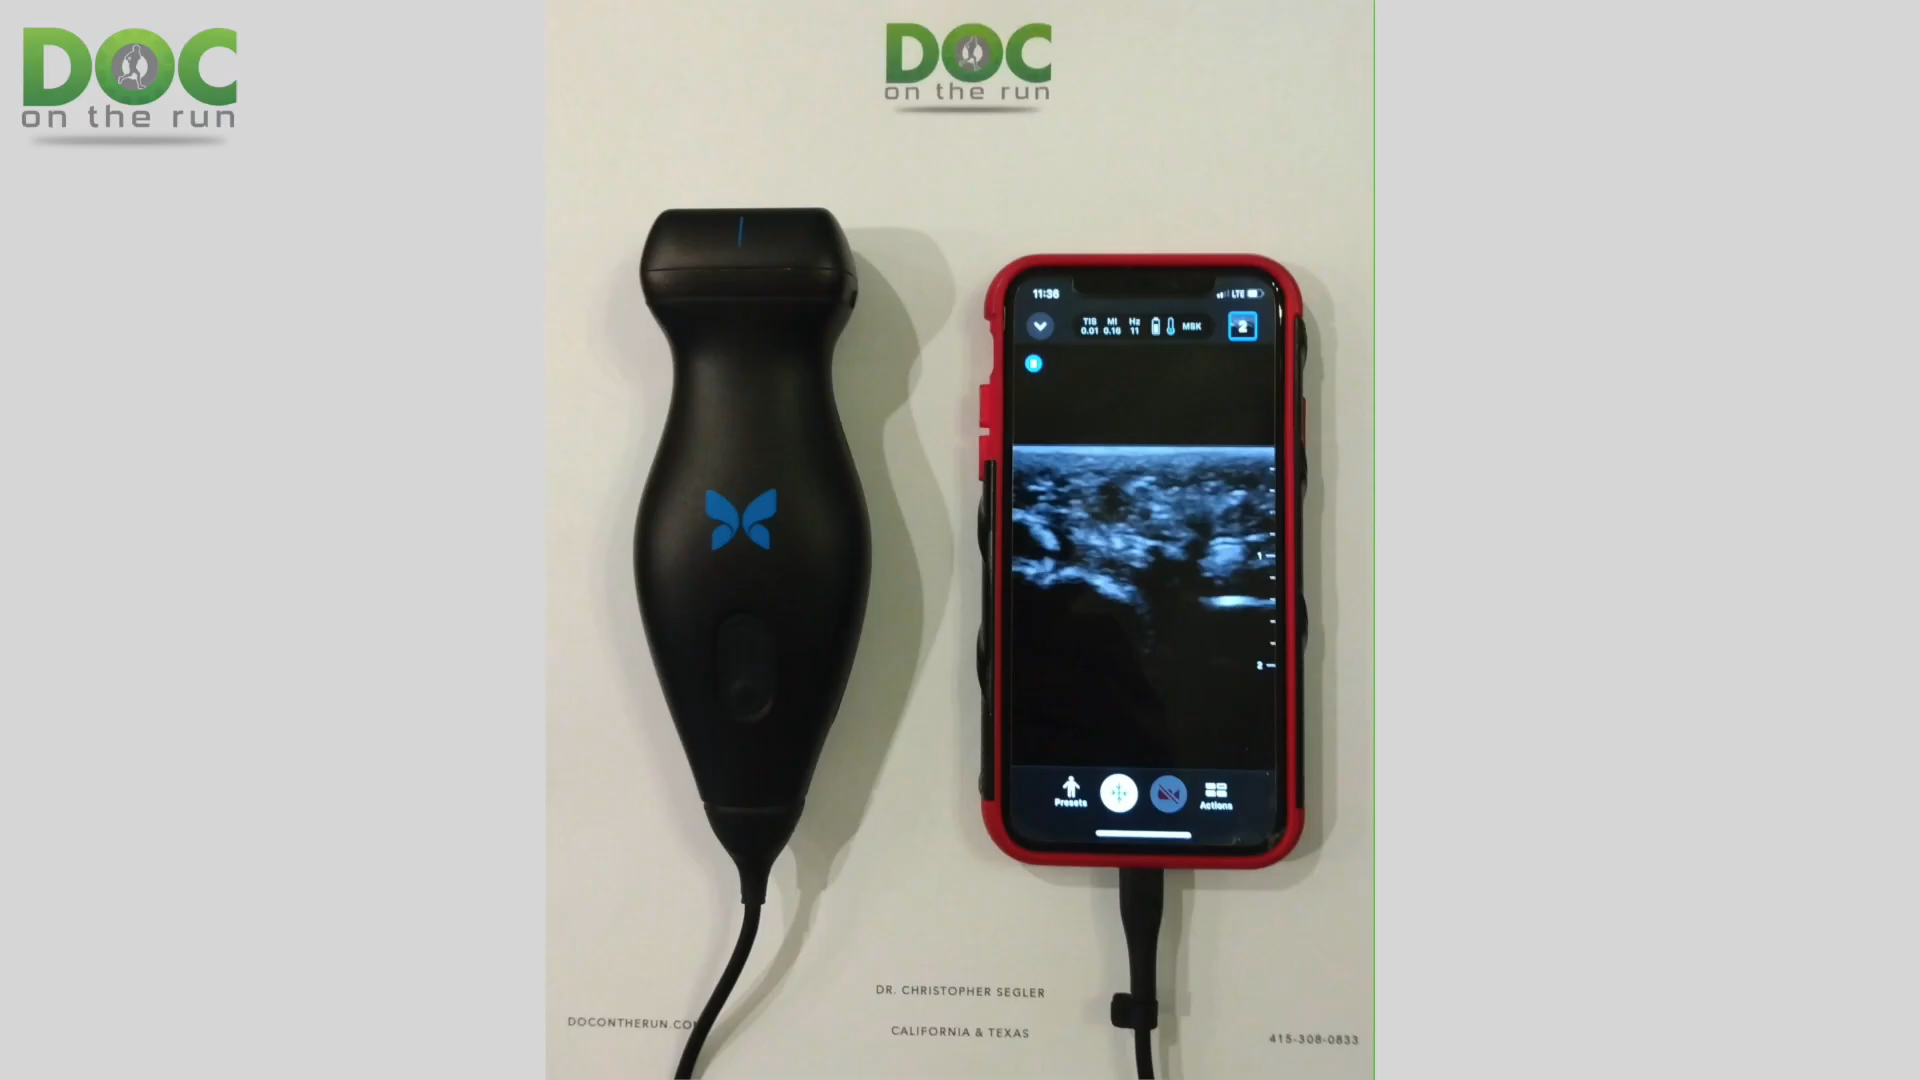 DOC
on the run
DOC
on the run
11:36
LTE
TIS MI Hz
0.01 0.16 11
MSK
2
1
2
Presets
Actions
DR. CHRISTOPHER SEGLER
DOCONTHERUN.CO
CALIFORNIA & TEXAS
415-308-0833